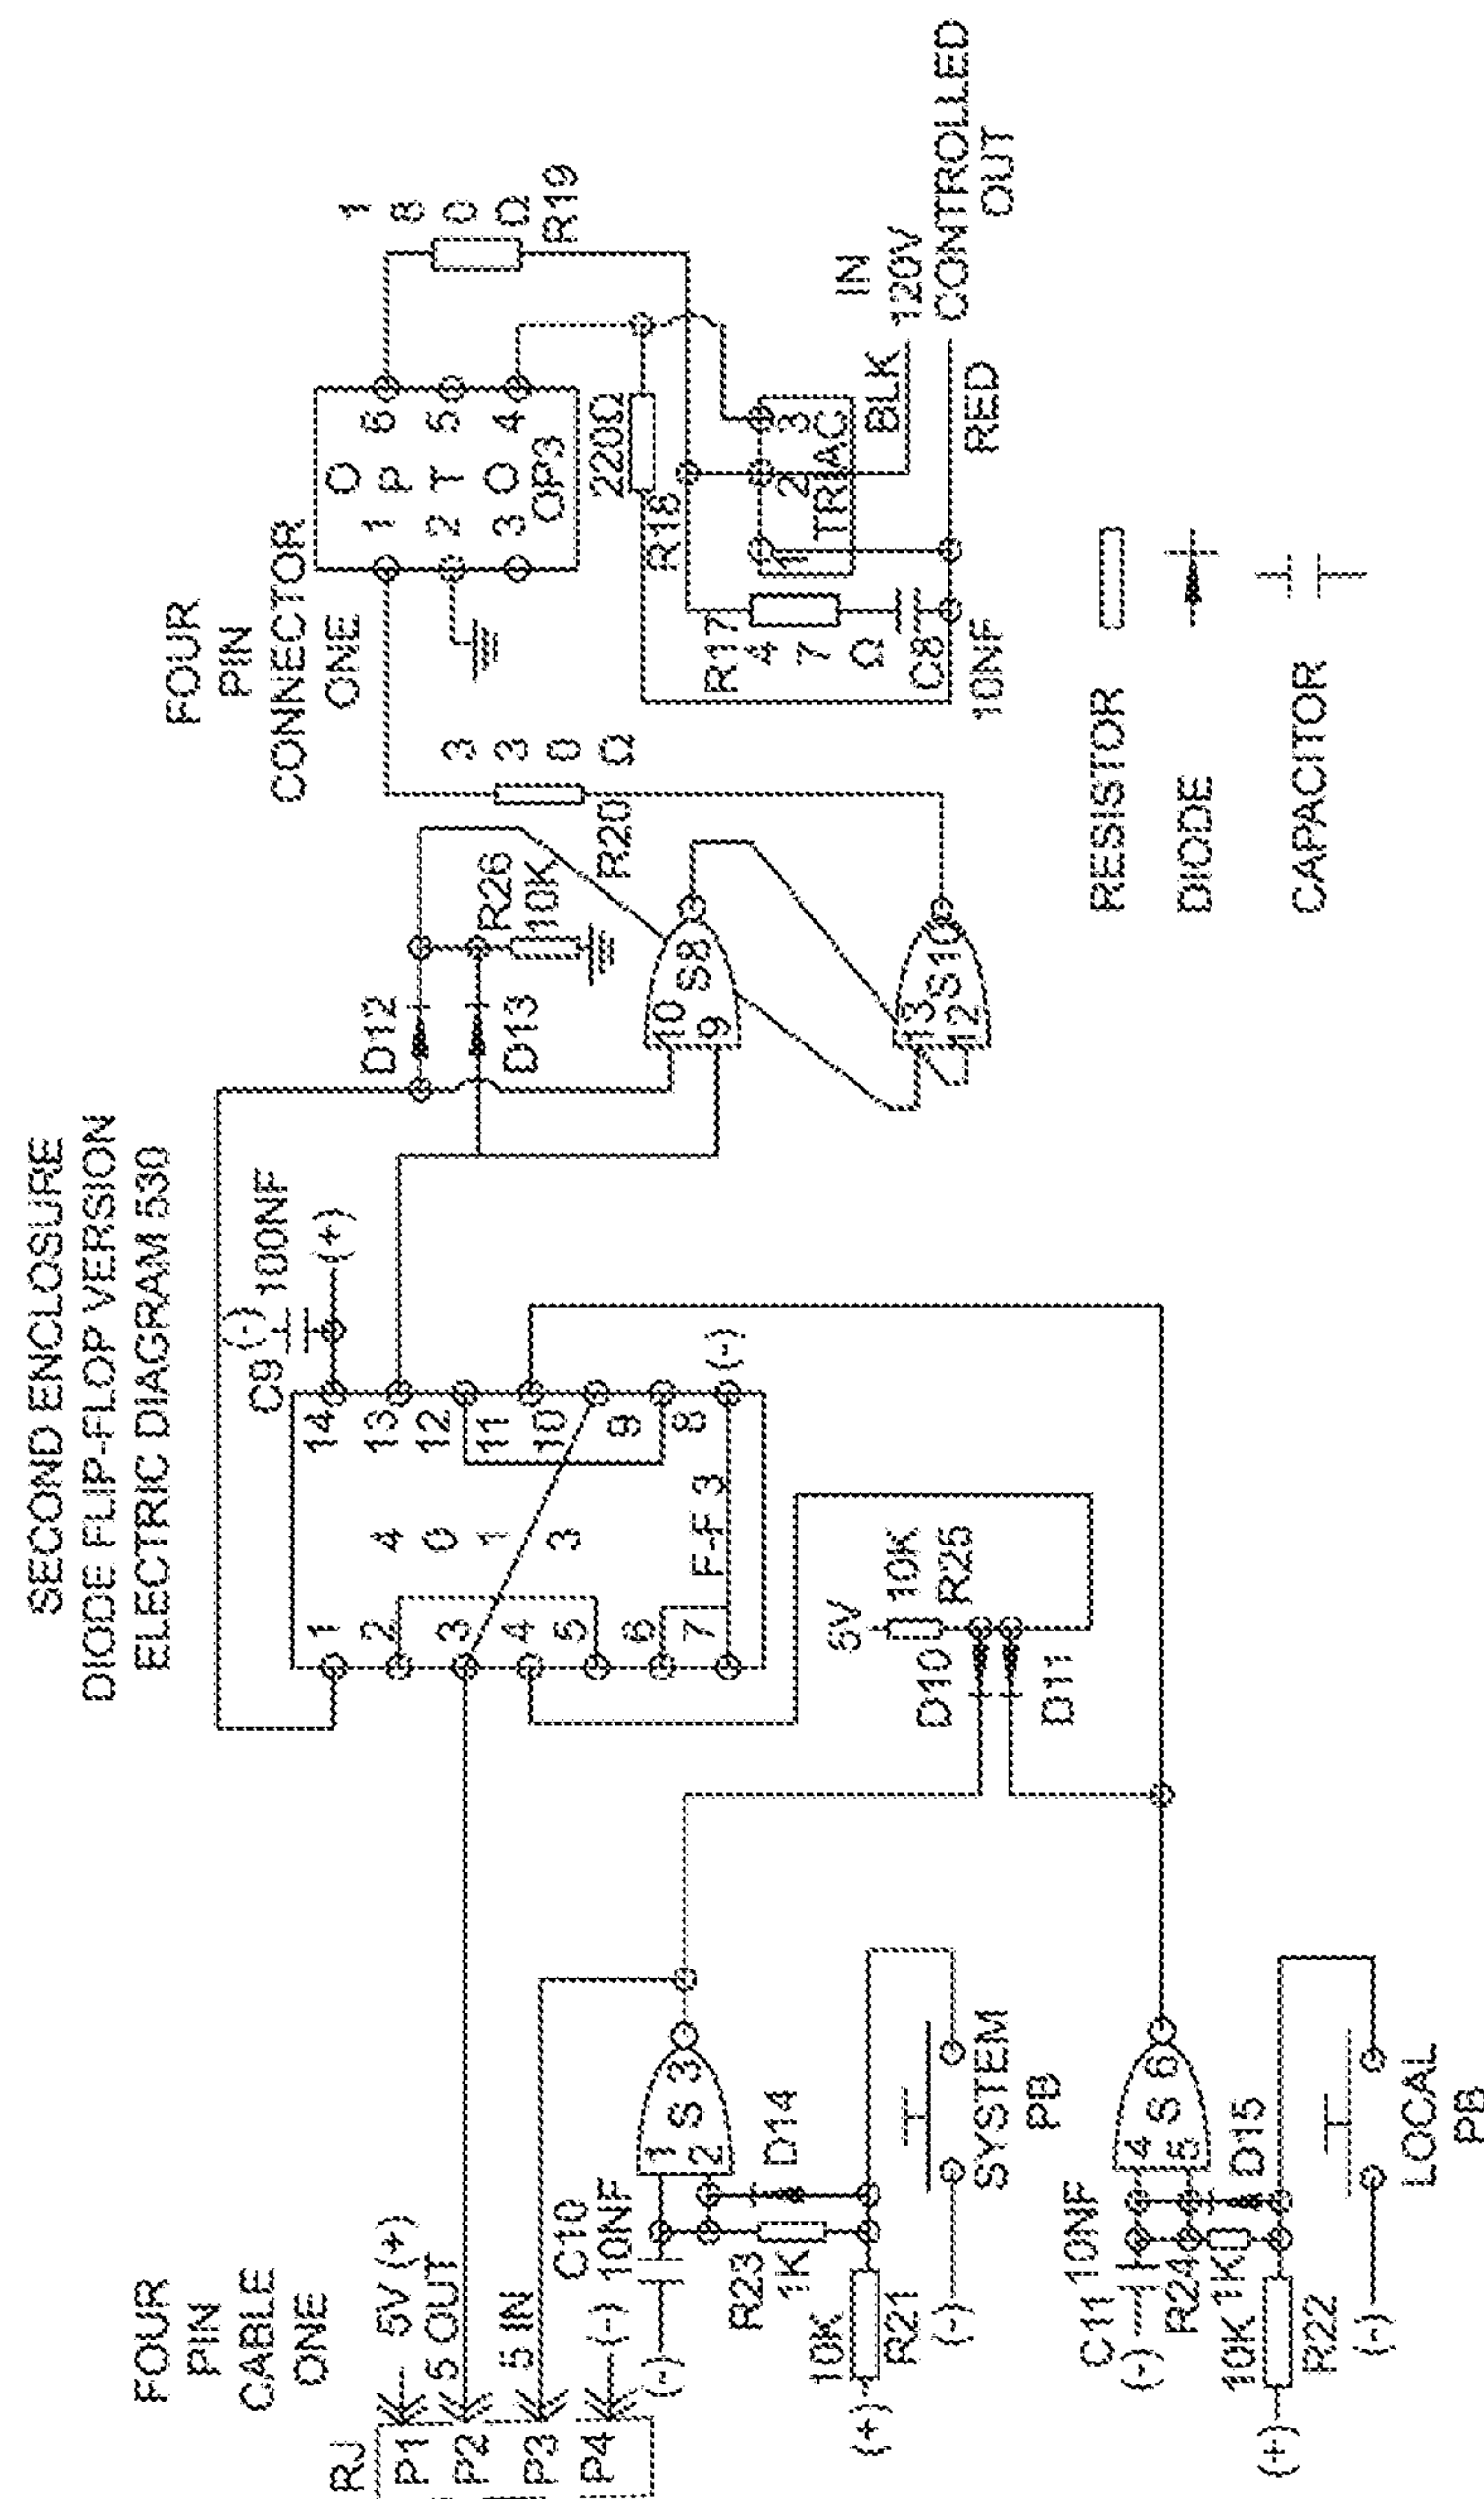 SECOND ENCLOSURE
DIODE FLIP-FLOP VERSION
ELECTRIC DIAGRAM 530
FOUR
PIN
CABLE
ONE
RJ
P1
P2
P3
P4
5V (+)
5 OUT
5 IN
(-)
(-)
C10
10NF
1
2
S 3
D14
R23
1K
10K
R21
(+)
(-)
SYSTEM
PB
C11 10NF
(-)
4
5
S 6
D15
R24
1K
10K
R22
(+)
(-)
LOCAL
PB
C9
(-)
100NF
(+)
1
2
3
4
5
6
7
4
0
1
3
F-F 3
14
13
12
11
10
9
8
(-)
5V
10K
R25
D10
D11
D12
D13
R26
10K
10
9
S8
13
12
S10
3
3
0
Ω
R20
FOUR
PIN
CONNECTOR
ONE
1
2
3
O
P
T
O
6
5
4
OP3
1
8
0
Ω
R19
220Ω
R18
R17
4
7
Ω
C8
10NF
1
2
3
TRIAC
BLK
RED
IN
120V
CONTROLLED
OUT
RESISTOR
DIODE
CAPACITOR